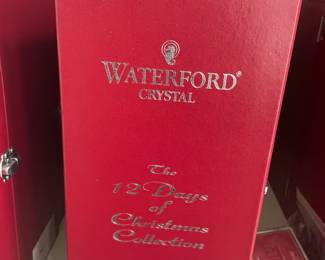 WATERFORD®
CRYSTAL
The
12 Days
of
Christmas
Collection